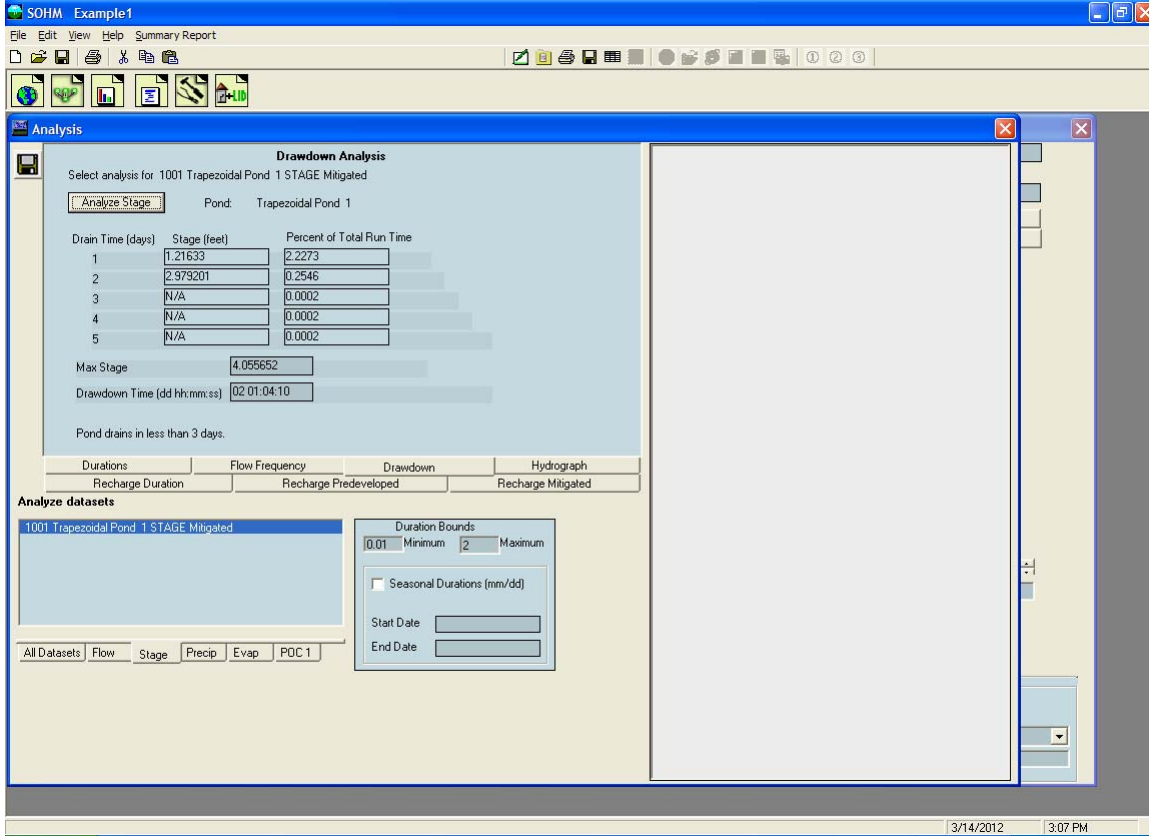 SOHM Example1
File Edit View Help Summary Report
+LID
Analysis
Drawdown Analysis
Select analysis for 1001 Trapezoidal Pond 1 STAGE Mitigated
Analyze Stage Pond: Trapezoidal Pond 1
Drain Time (days) Stage (feet) Percent of Total Run Time
1 1.21633 2.2273
2 2.979201 0.2546
3 N/A 0.0002
4 N/A 0.0002
5 N/A 0.0002
Max Stage 4.055652
Drawdown Time (dd hh:mm:ss) 02 01:04:10
Pond drains in less than 3 days.
Durations Flow Frequency Drawdown Hydrograph
Recharge Duration Recharge Predeveloped Recharge Mitigated
Analyze datasets
1001 Trapezoidal Pond 1 STAGE Mitigated
All Datasets Flow Stage Precip Evap POC 1
Duration Bounds
0.01 Minimum 2 Maximum
Seasonal Durations (mm/dd)
Start Date
End Date
3/14/2012 3:07 PM